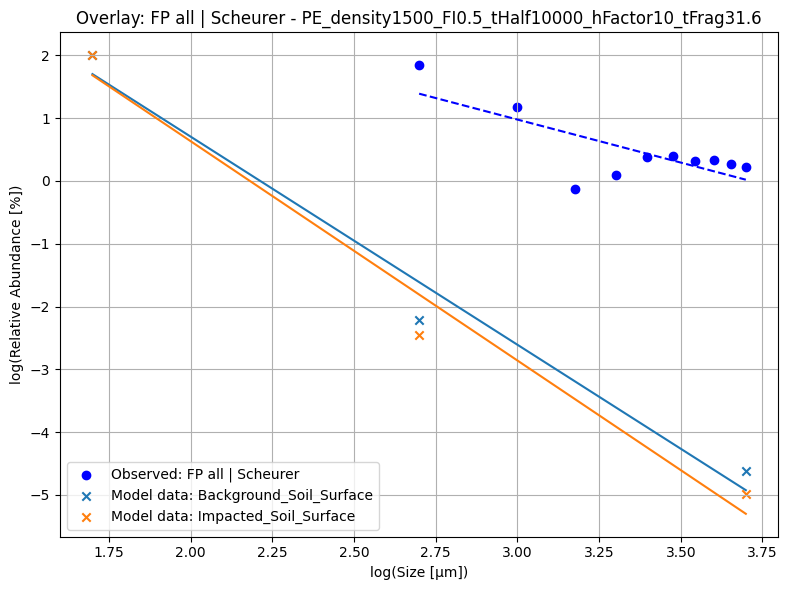 Overlay: FP all | Scheurer - PE_density1500_FI0.5_tHalf10000_hFactor10_tFrag31.6
log(Relative Abundance [%])
2
1
0
−1
−2
−3
−4
−5
Observed: FP all | Scheurer
Model data: Background_Soil_Surface
Model data: Impacted_Soil_Surface
1.75 2.00 2.25 2.50 2.75 3.00 3.25 3.50 3.75
log(Size [μm])